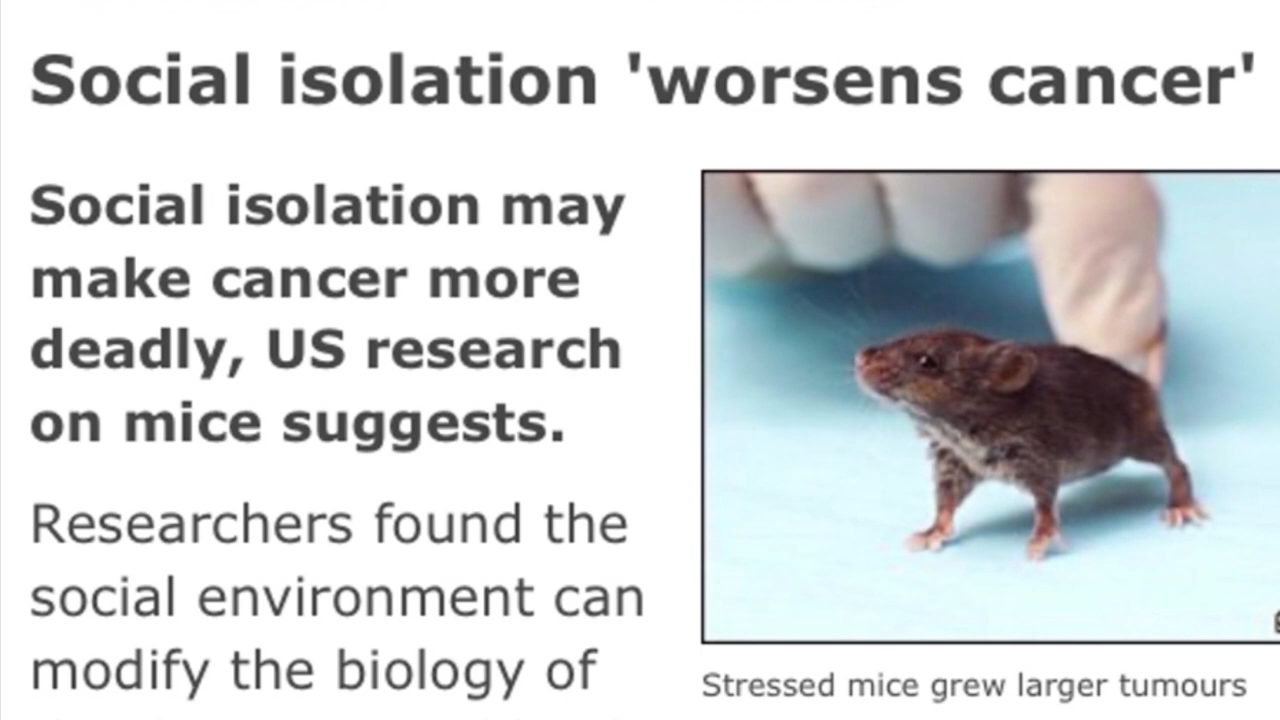 Social isolation 'worsens cancer'
Social isolation may
make cancer more
deadly, US research
on mice suggests.
Researchers found the
social environment can
modify the biology of
Stressed mice grew larger tumours